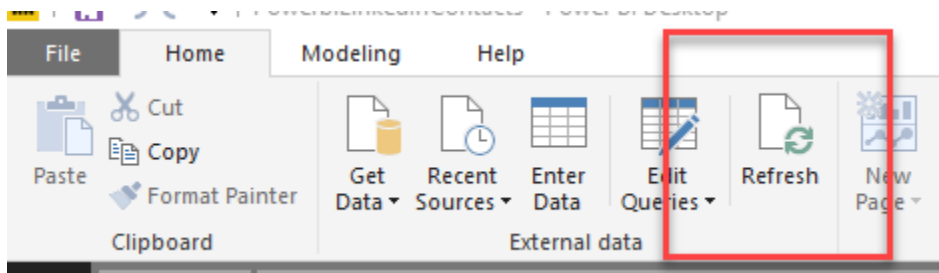 PowerBILinkedInContacts - Power BI Desktop
File Home Modeling Help
Cut
Copy
Format Painter
Paste
Get Data
Recent Sources
Enter Data
Edit Queries
Refresh
New Page
Clipboard
External data